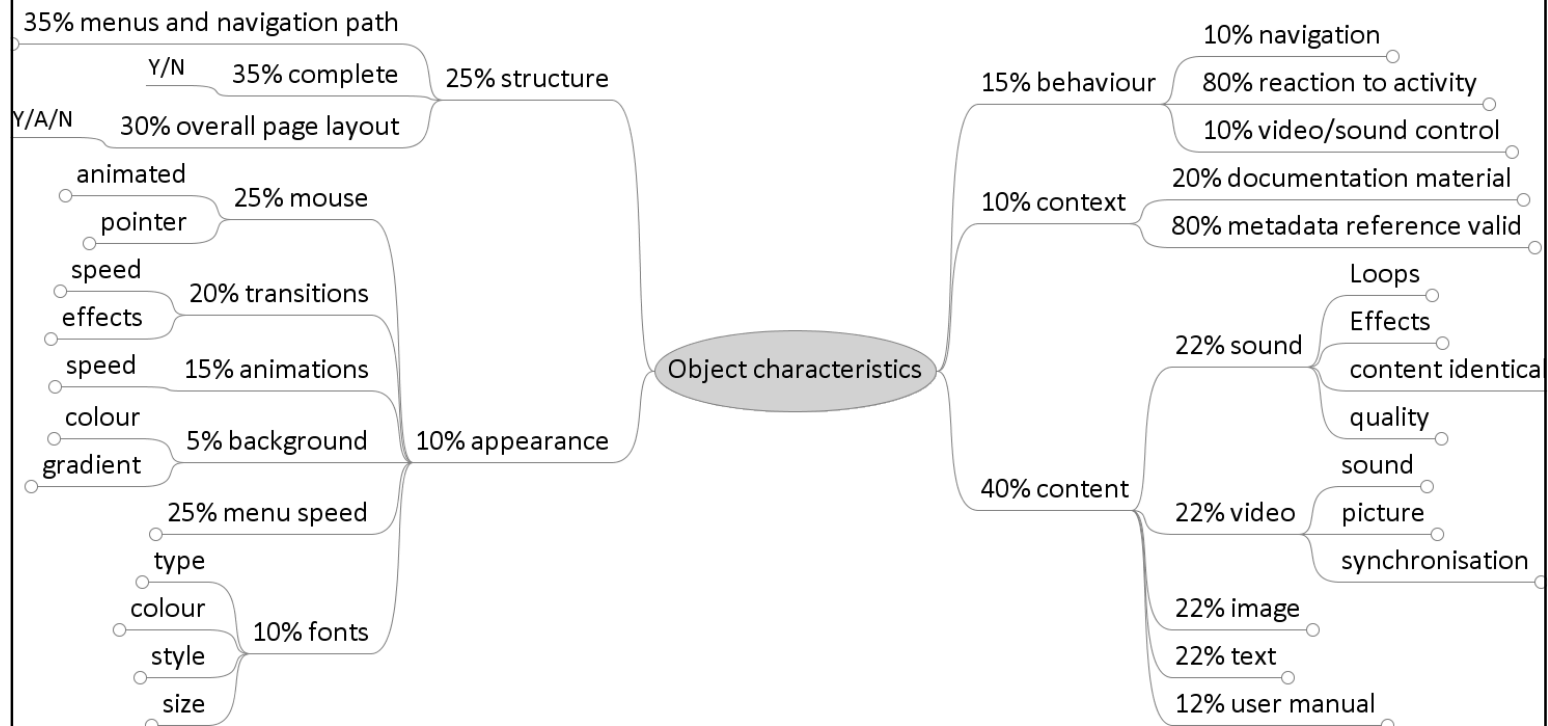 35% menus and navigation path
Y/N
35% complete
25% structure
Y/A/N
30% overall page layout
animated
25% mouse
pointer
speed
20% transitions
effects
speed
15% animations
colour
5% background
10% appearance
gradient
25% menu speed
type
colour
10% fonts
style
size
Object characteristics
10% navigation
15% behaviour
80% reaction to activity
10% video/sound control
20% documentation material
10% context
80% metadata reference valid
Loops
Effects
22% sound
content identical
quality
40% content
sound
22% video
picture
synchronisation
22% image
22% text
12% user manual